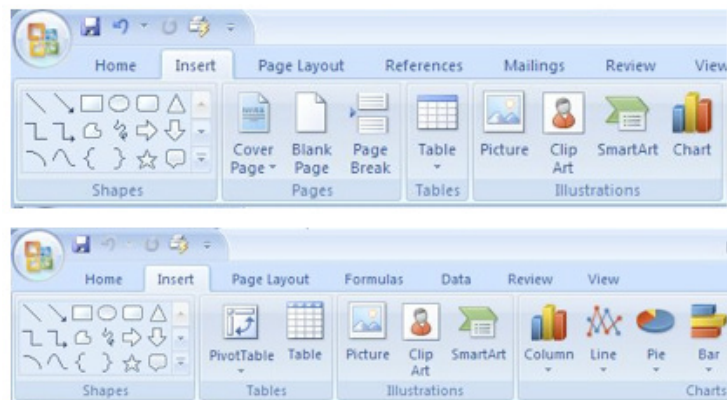 Home Insert Page Layout References Mailings Review View
Cover Page Blank Page Page Break Table Picture Clip Art SmartArt Chart
Shapes Pages Tables Illustrations
Home Insert Page Layout Formulas Data Review View
PivotTable Table Picture Clip Art SmartArt Column Line Pie Bar
Shapes Tables Illustrations Charts